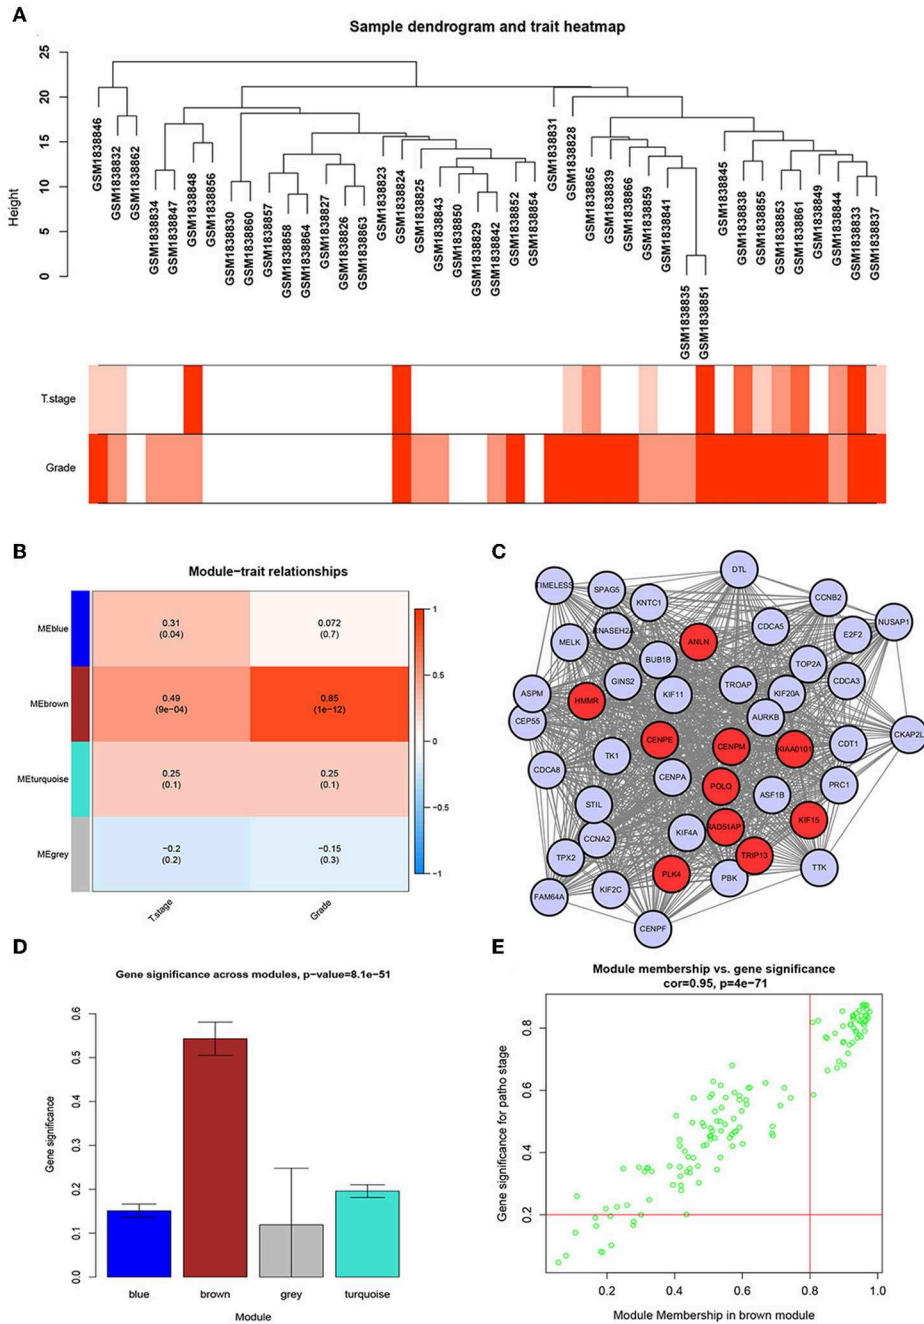 A
Sample dendrogram and trait heatmap
Height
25
20
15
10
5
0
GSM1838846
GSM1838832
GSM1838862
GSM1838834
GSM1838847
GSM1838848
GSM1838856
GSM1838830
GSM1838860
GSM1838857
GSM1838858
GSM1838864
GSM1838827
GSM1838826
GSM1838863
GSM1838823
GSM1838824
GSM1838825
GSM1838843
GSM1838850
GSM1838829
GSM1838842
GSM1838852
GSM1838854
GSM1838831
GSM1838828
GSM1838865
GSM1838839
GSM1838866
GSM1838859
GSM1838841
GSM1838835
GSM1838851
GSM1838845
GSM1838838
GSM1838855
GSM1838853
GSM1838861
GSM1838849
GSM1838844
GSM1838833
GSM1838837
T.stage
Grade
B
Module−trait relationships
MEblue
0.31
(0.04)
0.072
(0.7)
MEbrown
0.49
(9e−04)
0.85
(1e−12)
MEturquoise
0.25
(0.1)
0.25
(0.1)
MEgrey
−0.2
(0.2)
−0.15
(0.3)
T.stage
Grade
1
0.5
0
−0.5
−1
C
DTL
TIMELESS
SPAG5
KNTC1
CCNB2
NUSAP1
RNASEH2A
MELK
ANLN
CDCA5
E2F2
BUB1B
TOP2A
GINS2
KIF11
TROAP
KIF20A
CDCA3
ASPM
HMMR
CEP55
AURKB
CKAP2L
CENPE
CENPM
KIAA0101
CDT1
TK1
CDCA8
CENPA
POLQ
ASF1B
PRC1
STIL
CCNA2
KIF4A
RAD51AP
KIF15
TPX2
TRIP13
TTK
PLK4
PBK
FAM64A
KIF2C
CENPF
D
Gene significance across modules, p−value=8.1e−51
Gene significance
0.6
0.5
0.4
0.3
0.2
0.1
0.0
blue
brown
grey
turquoise
Module
E
Module membership vs. gene significance
cor=0.95, p=4e−71
Gene significance for patho stage
0.8
0.6
0.4
0.2
0.2
0.4
0.6
0.8
1.0
Module Membership in brown module